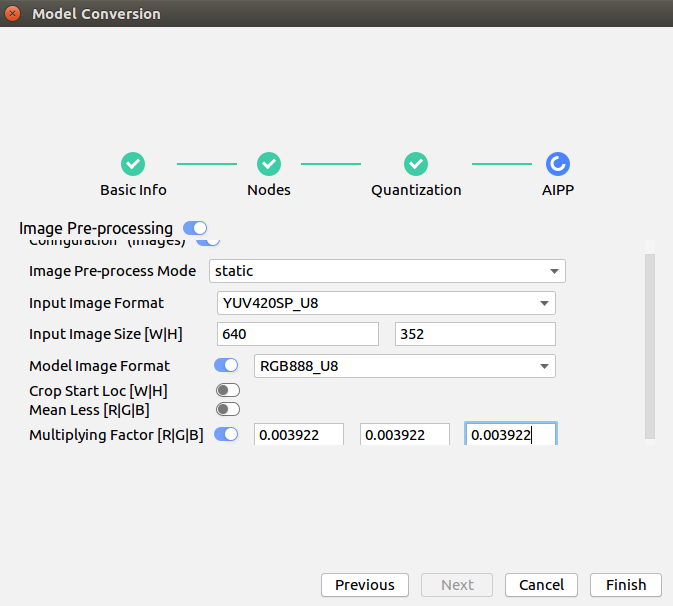 Model Conversion
Basic Info Nodes Quantization AIPP
Image Pre-processing
Configuration (images)
Image Pre-process Mode static
Input Image Format YUV420SP_U8
Input Image Size [W|H] 640 352
Model Image Format RGB888_U8
Crop Start Loc [W|H]
Mean Less [R|G|B]
Multiplying Factor [R|G|B] 0.003922 0.003922 0.003922
Previous Next Cancel Finish